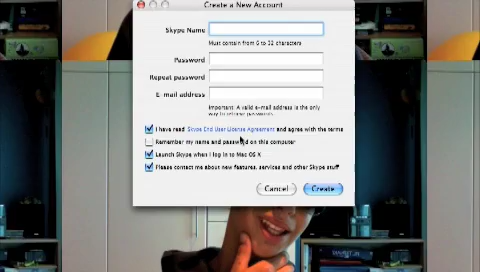 Create a New Account
Skype Name
Must contain from 6 to 32 characters
Password
Repeat password
E-mail address
Important: A valid e-mail address is the only
way to retrieve passwords.
I have read Skype End User License Agreement and agree with the terms
Remember my name and password on this computer
Launch Skype when I log in to Mac OS X
Please contact me about new features, services and other Skype stuff
Cancel
Create